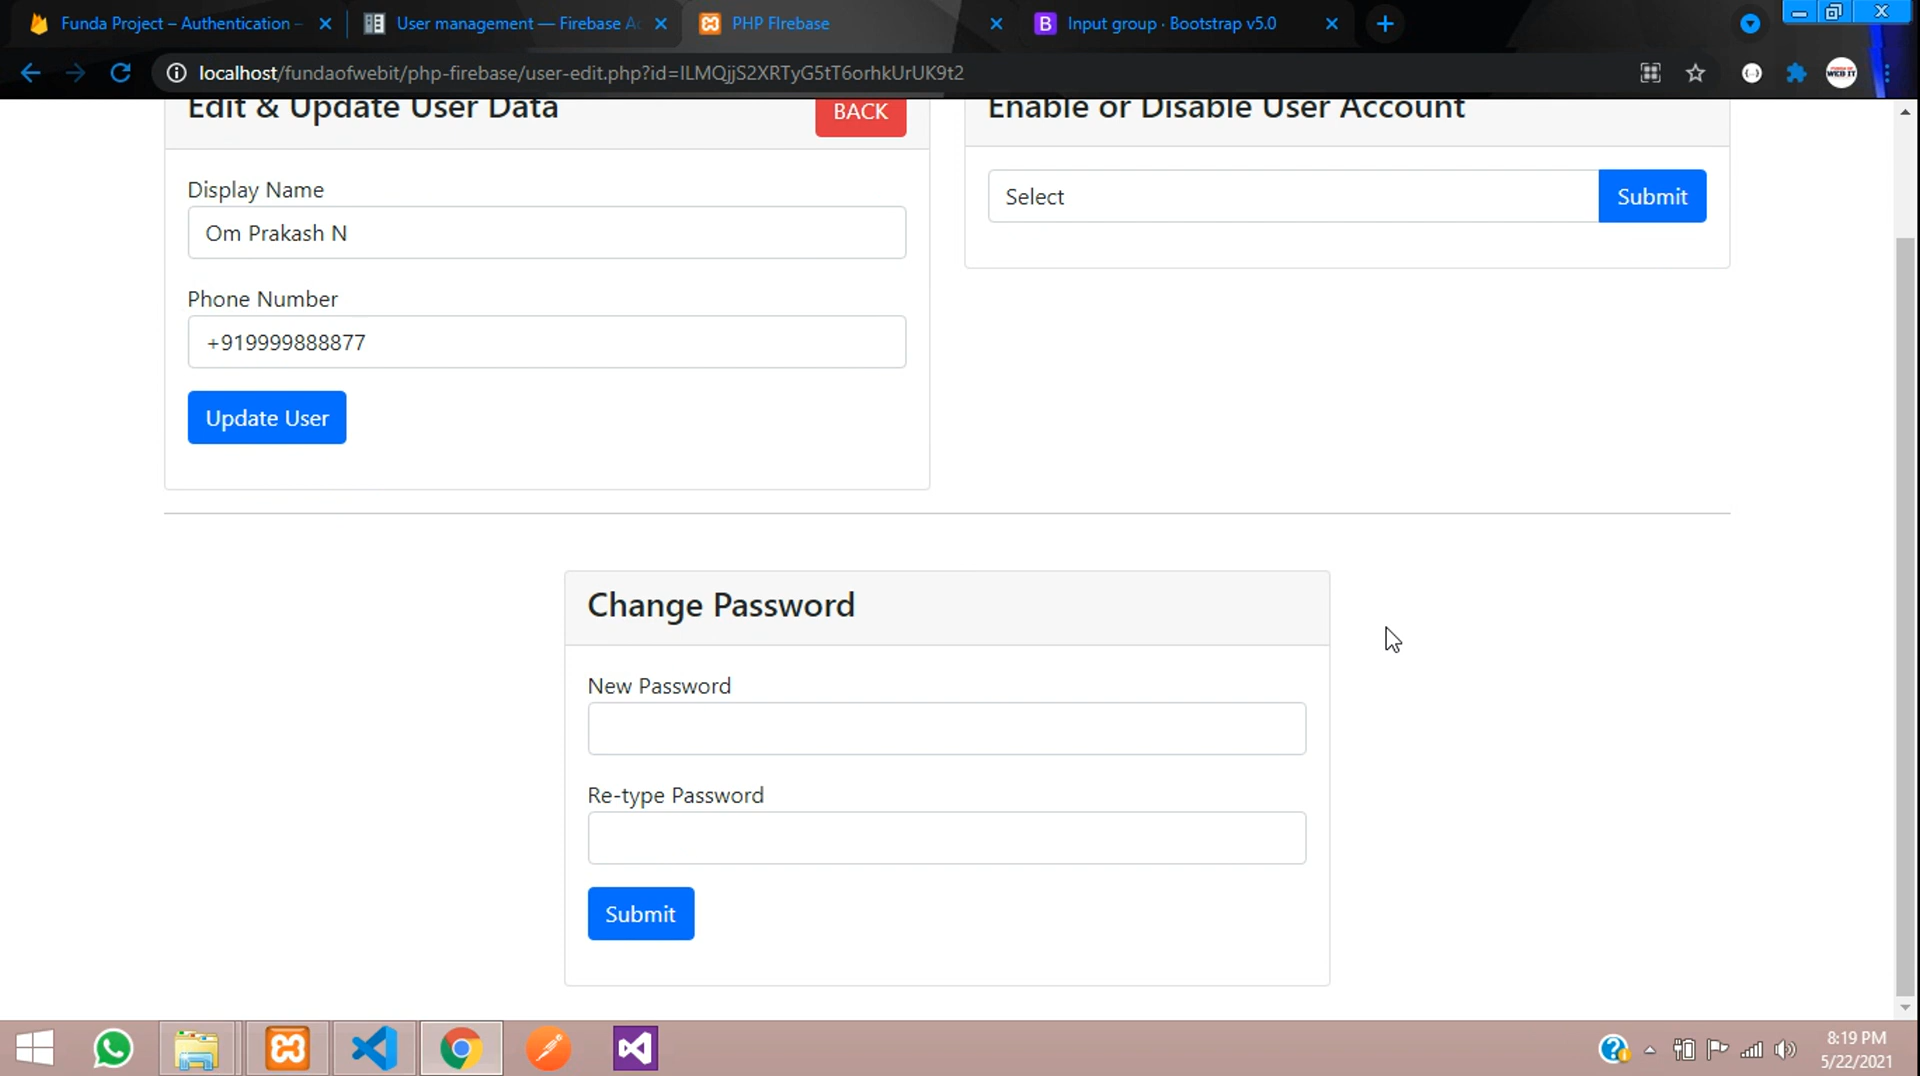 Funda Project – Authentication –
User management — Firebase Ac
PHP FIrebase
Input group · Bootstrap v5.0
localhost/fundaofwebit/php-firebase/user-edit.php?id=ILMQjjS2XRTyG5tT6orhkUrUK9t2
Edit & Update User Data
BACK
Enable or Disable User Account
Display Name
Om Prakash N
Select
Submit
Phone Number
+919999888877
Update User
Change Password
New Password
Re-type Password
Submit
8:19 PM
5/22/2021